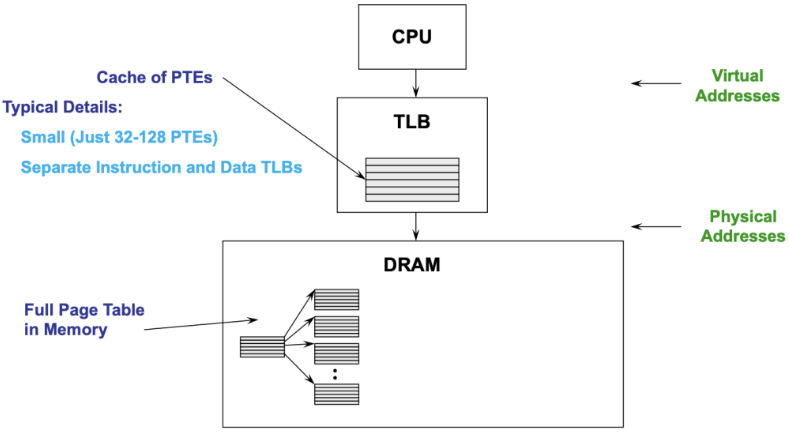 CPU
Cache of PTEs
Virtual
Addresses
Typical Details:
TLB
Small (Just 32-128 PTEs)
Separate Instruction and Data TLBs
Physical
Addresses
DRAM
Full Page Table
in Memory